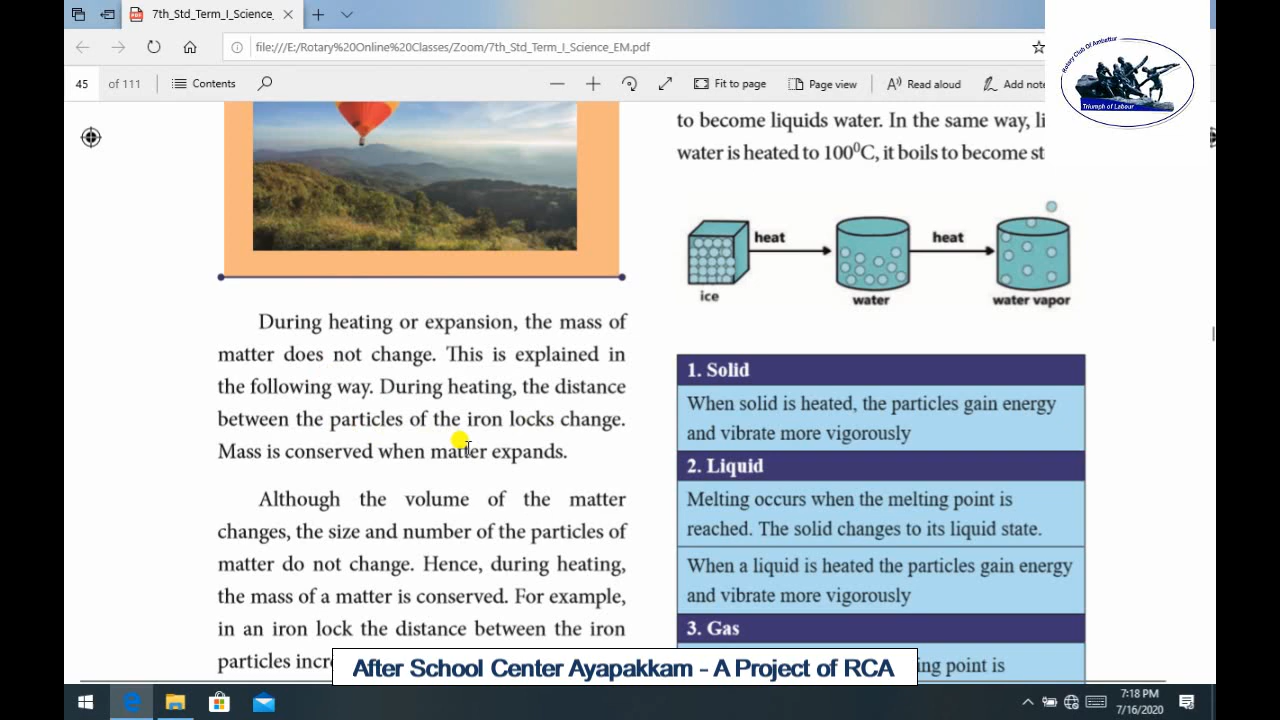 7th_Std_Term_I_Science_
file:///E:/Rotary%20Online%20Classes/Zoom/7th_Std_Term_I_Science_EM.pdf
45 of 111 Contents Fit to page Page view Read aloud Add note
Rotary Club Of Ambattur
Triumph of Labour
During heating or expansion, the mass of
matter does not change. This is explained in
the following way. During heating, the distance
between the particles of the iron locks change.
Mass is conserved when matter expands.
Although the volume of the matter
changes, the size and number of the particles of
matter do not change. Hence, during heating,
the mass of a matter is conserved. For example,
in an iron lock the distance between the iron
particles incre
to become liquids water. In the same way, li
water is heated to 100⁰C, it boils to become st
heat heat
ice water water vapor
1. Solid
When solid is heated, the particles gain energy
and vibrate more vigorously
2. Liquid
Melting occurs when the melting point is
reached. The solid changes to its liquid state.
When a liquid is heated the particles gain energy
and vibrate more vigorously
3. Gas
ing point is
After School Center Ayapakkam - A Project of RCA
7:18 PM
7/16/2020